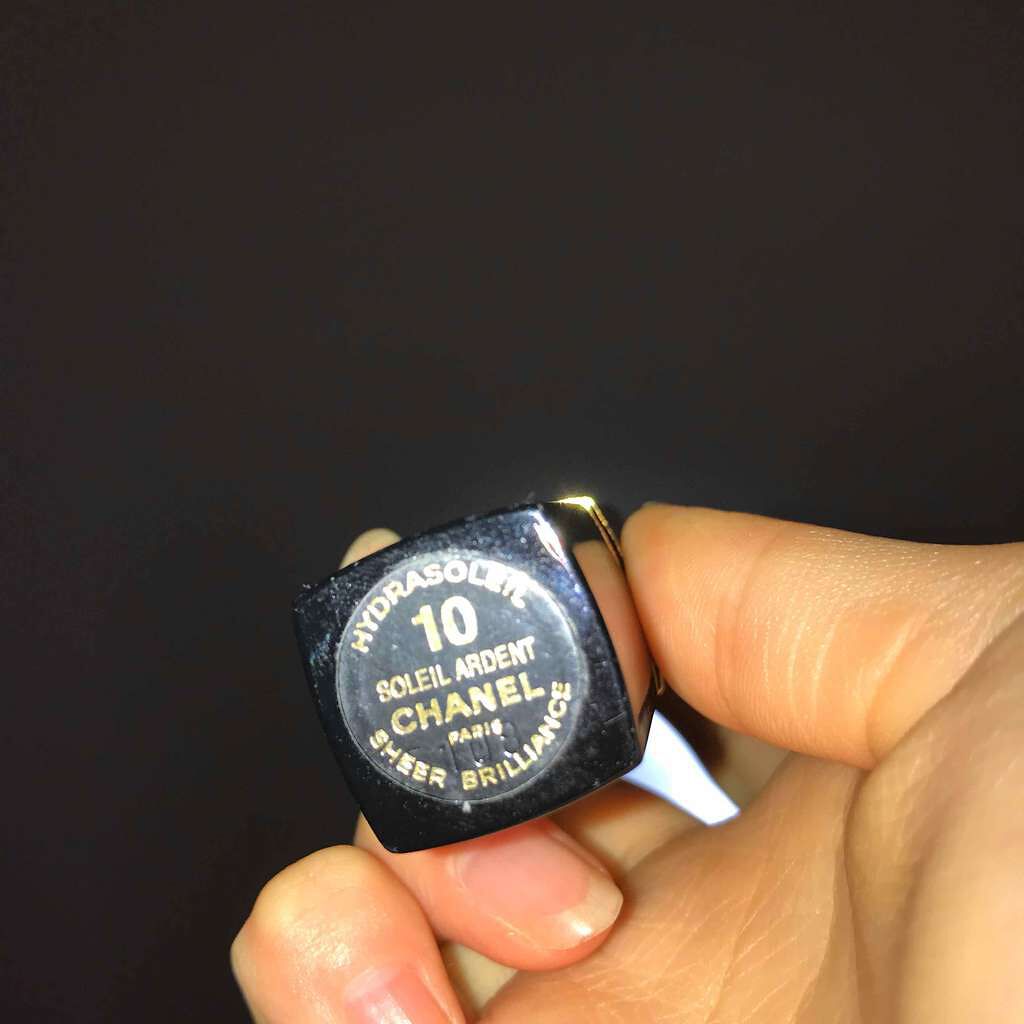 HYDRASOLEIL
10
SOLEIL ARDENT
CHANEL
PARIS
SHEER BRILLIANCE